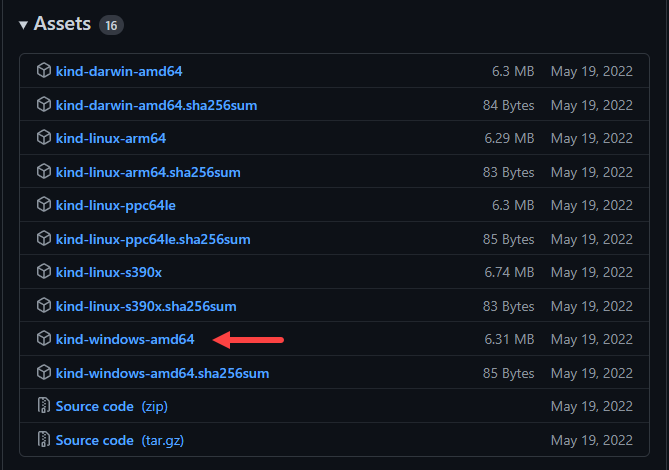 Assets 16
kind-darwin-amd64 6.3 MB May 19, 2022
kind-darwin-amd64.sha256sum 84 Bytes May 19, 2022
kind-linux-arm64 6.29 MB May 19, 2022
kind-linux-arm64.sha256sum 83 Bytes May 19, 2022
kind-linux-ppc64le 6.3 MB May 19, 2022
kind-linux-ppc64le.sha256sum 85 Bytes May 19, 2022
kind-linux-s390x 6.74 MB May 19, 2022
kind-linux-s390x.sha256sum 83 Bytes May 19, 2022
kind-windows-amd64 6.31 MB May 19, 2022
kind-windows-amd64.sha256sum 85 Bytes May 19, 2022
Source code (zip) May 19, 2022
Source code (tar.gz) May 19, 2022